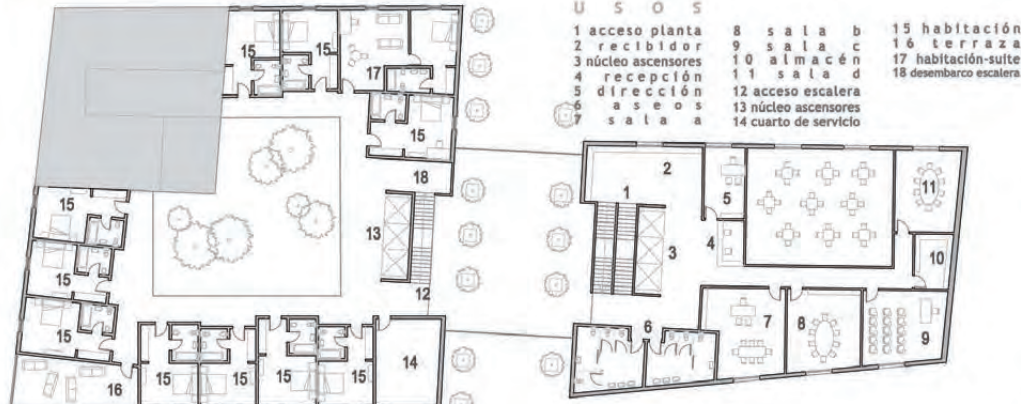 USOS
1 acceso planta
2 recibidor
3 núcleo ascensores
4 recepción
5 dirección
6 aseos
7 sala a
8 sala b
9 sala c
10 almacén
11 sala d
12 acceso escalera
13 núcleo ascensores
14 cuarto de servicio
15 habitación
16 terraza
17 habitación-suite
18 desembarco escalera
15
15
17
15
18
13
12
15
15
15
16
15
15
15
15
14
1
2
3
4
5
6
7
8
9
10
11